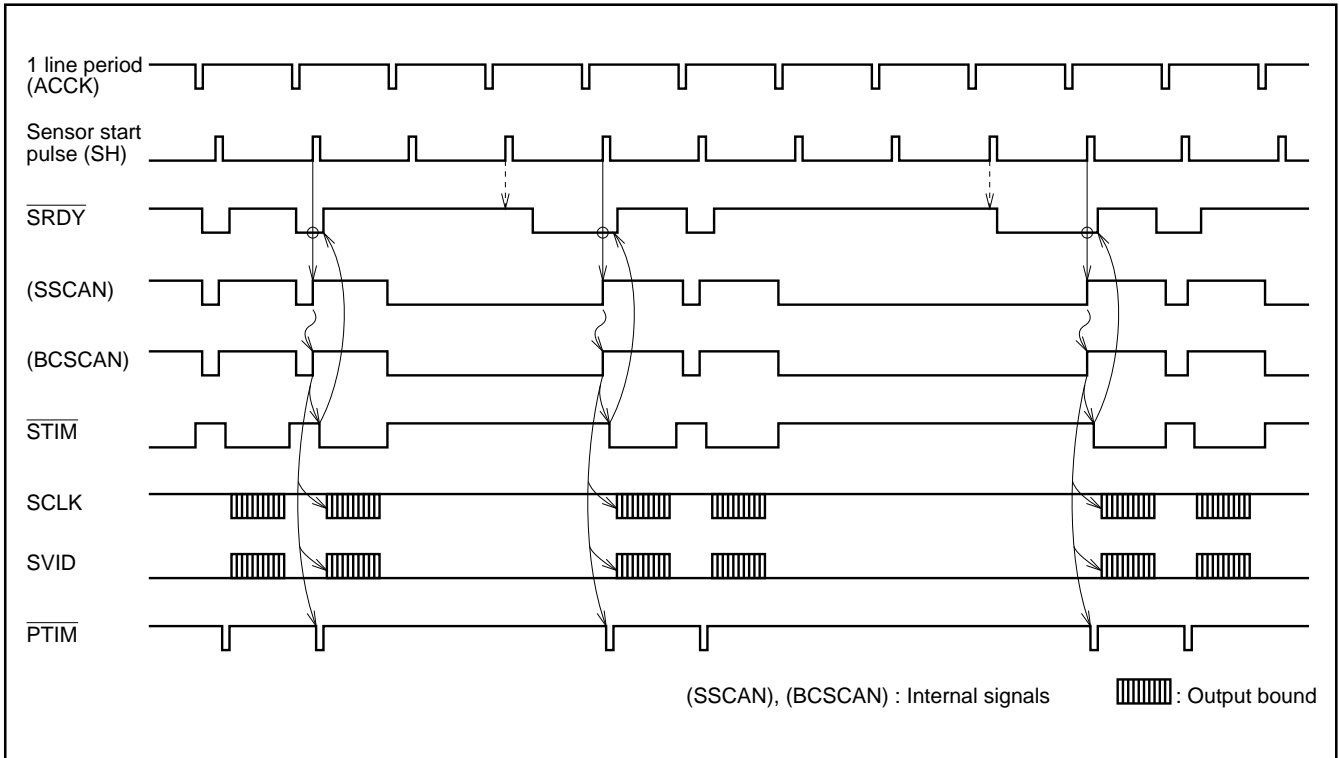 1 line period
(ACCK)
Sensor start
pulse (SH)
SRDY
(SSCAN)
(BCSCAN)
STIM
SCLK
SVID
PTIM
(SSCAN), (BCSCAN) : Internal signals
: Output bound